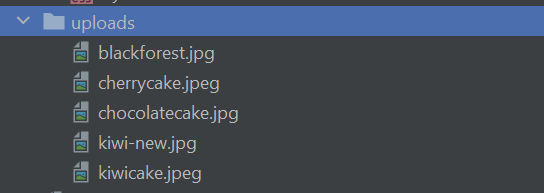 uploads
blackforest.jpg
cherrycake.jpeg
chocolatecake.jpg
kiwi-new.jpg
kiwicake.jpeg